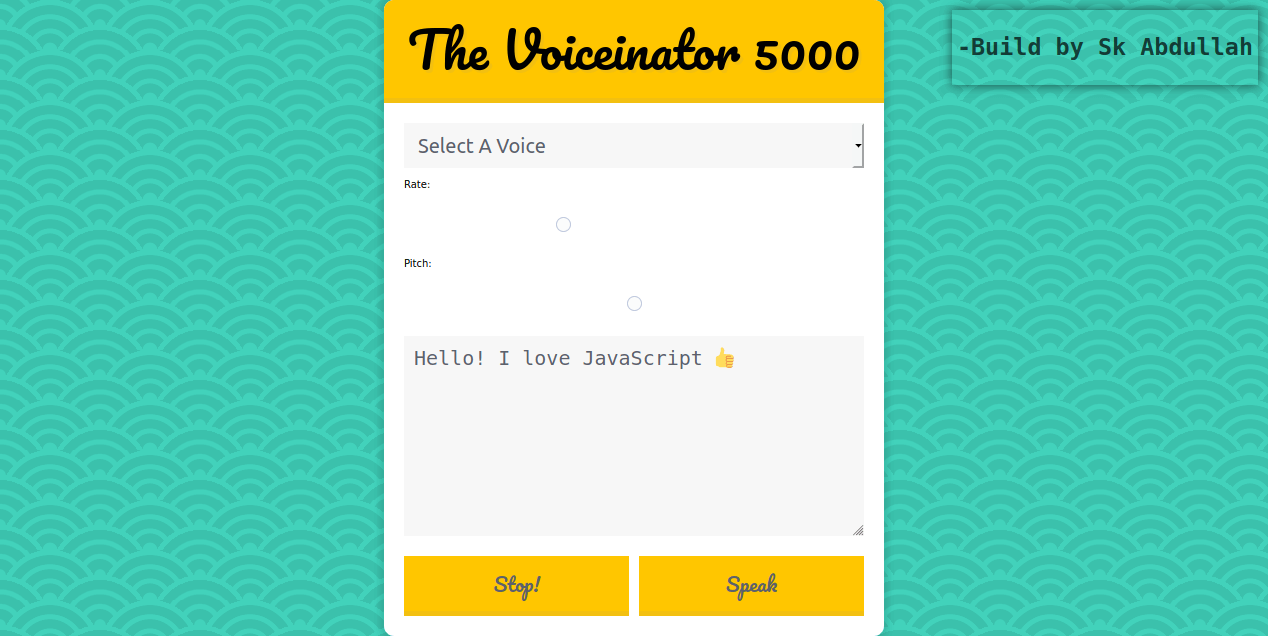 The Voiceinator 5000
-Build by Sk Abdullah
Select A Voice
Rate:
Pitch:
Hello! I love JavaScript 👍
Stop!
Speak